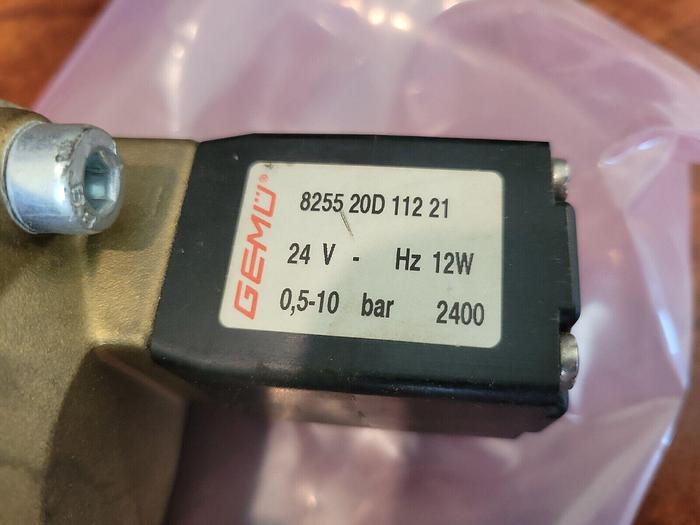 GEMÜ®
8255 20D 112 21
24 V - Hz 12W
0,5-10 bar 2400